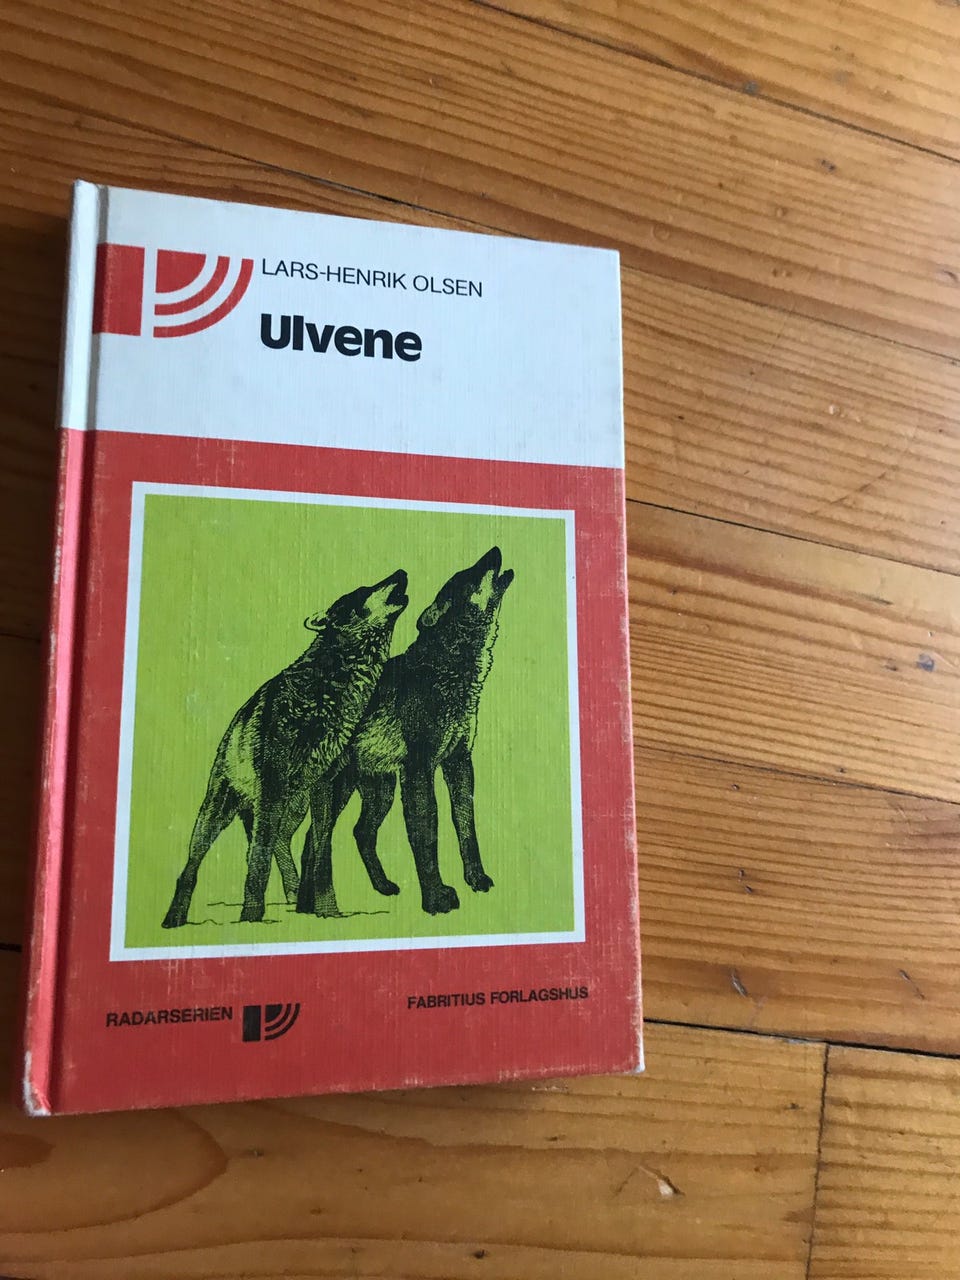 LARS-HENRIK OLSEN
Ulvene
RADARSERIEN
FABRITIUS FORLAGSHUS